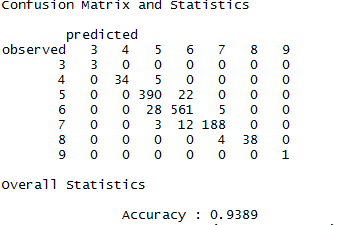 Confusion Matrix and Statistics
predicted
observed 3 4 5 6 7 8 9
3 3 0 0 0 0 0 0
4 0 34 5 0 0 0 0
5 0 0 390 22 0 0 0
6 0 0 28 561 5 0 0
7 0 0 3 12 188 0 0
8 0 0 0 0 4 38 0
9 0 0 0 0 0 0 1
Overall Statistics
Accuracy : 0.9389